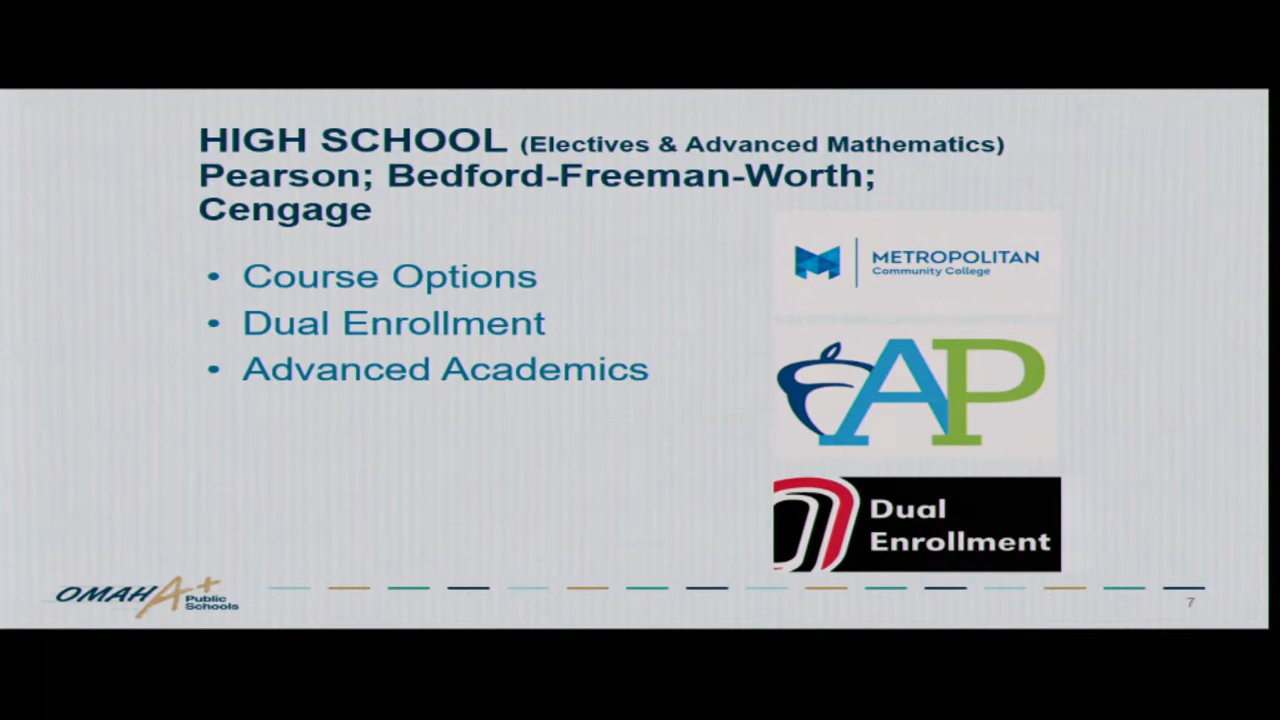 HIGH SCHOOL (Electives & Advanced Mathematics)
Pearson; Bedford-Freeman-Worth;
Cengage
• Course Options
• Dual Enrollment
• Advanced Academics
METROPOLITAN
Community College
AP
Dual
Enrollment
OMAHA+
Public
Schools
7